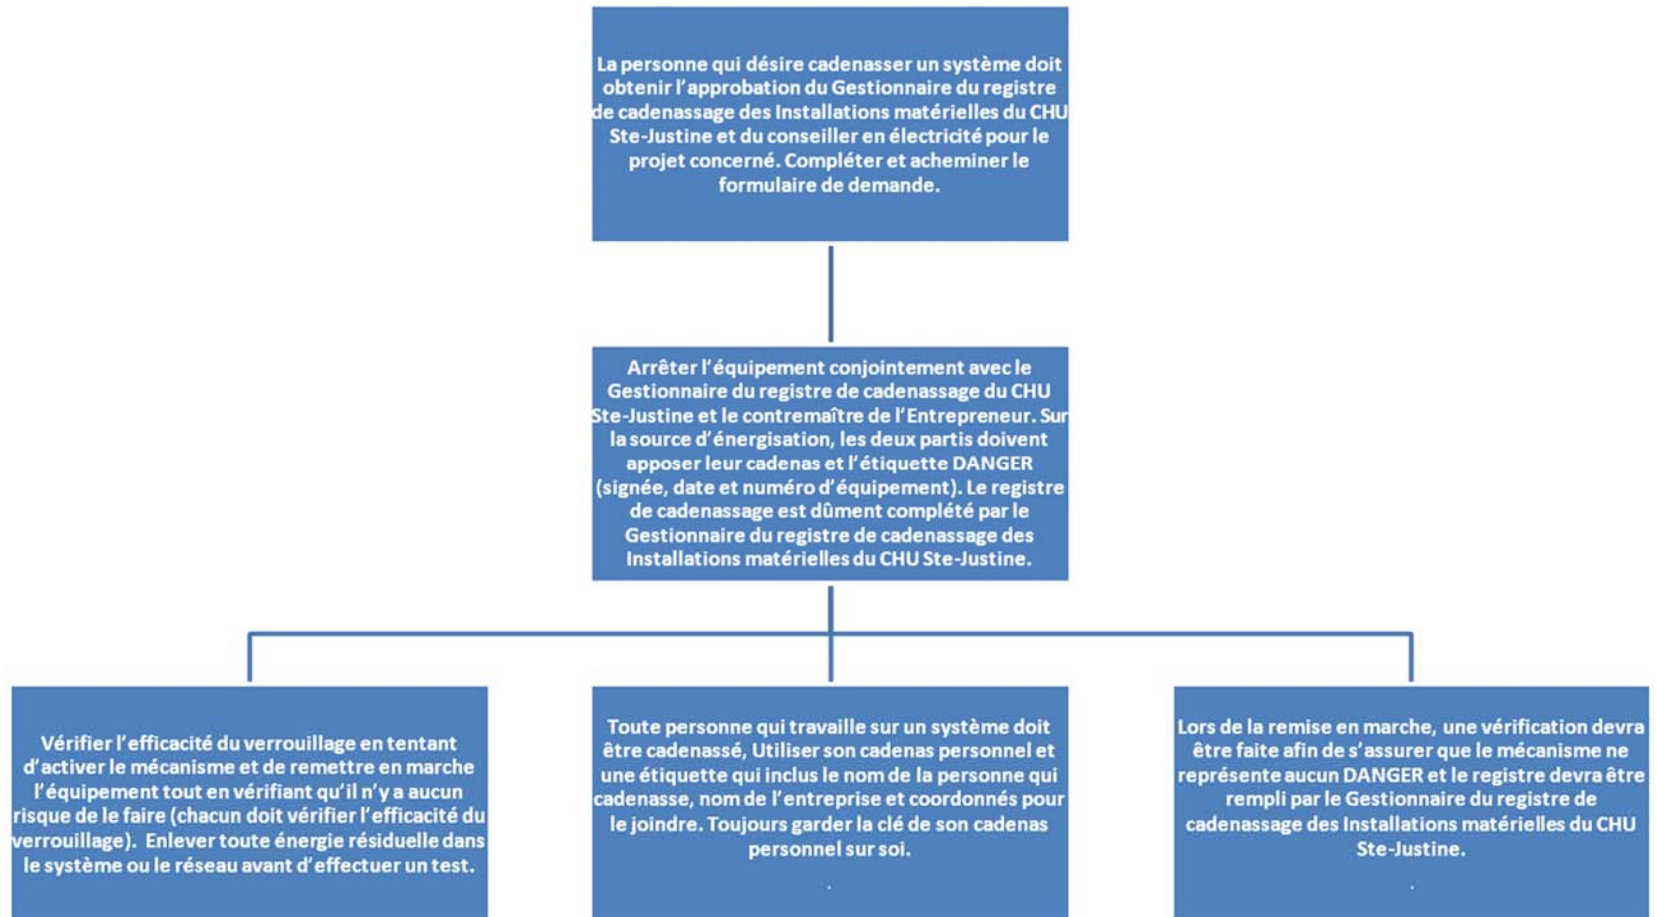 La personne qui désire cadenasser un système doit
obtenir l’approbation du Gestionnaire du registre
de cadenassage des Installations matérielles du CHU
Ste-Justine et du conseiller en électricité pour le
projet concerné. Compléter et acheminer le
formulaire de demande.
Arrêter l’équipement conjointement avec le
Gestionnaire du registre de cadenassage du CHU
Ste-Justine et le contremaître de l’Entrepreneur. Sur
la source d’énergisation, les deux partis doivent
apposer leur cadenas et l’étiquette DANGER
(signée, date et numéro d’équipement). Le registre
de cadenassage est dûment complété par le
Gestionnaire du registre de cadenassage des
Installations matérielles du CHU Ste-Justine.
Vérifier l’efficacité du verrouillage en tentant
d’activer le mécanisme et de remettre en marche
l’équipement tout en vérifiant qu’il n’y a aucun
risque de le faire (chacun doit vérifier l’efficacité du
verrouillage). Enlever toute énergie résiduelle dans
le système ou le réseau avant d’effectuer un test.
Toute personne qui travaille sur un système doit
être cadenassé, Utiliser son cadenas personnel et
une étiquette qui inclus le nom de la personne qui
cadenasse, nom de l’entreprise et coordonnés pour
le joindre. Toujours garder la clé de son cadenas
personnel sur soi.
.
Lors de la remise en marche, une vérification devra
être faite afin de s’assurer que le mécanisme ne
représente aucun DANGER et le registre devra être
rempli par le Gestionnaire du registre de
cadenassage des Installations matérielles du CHU
Ste-Justine.
.